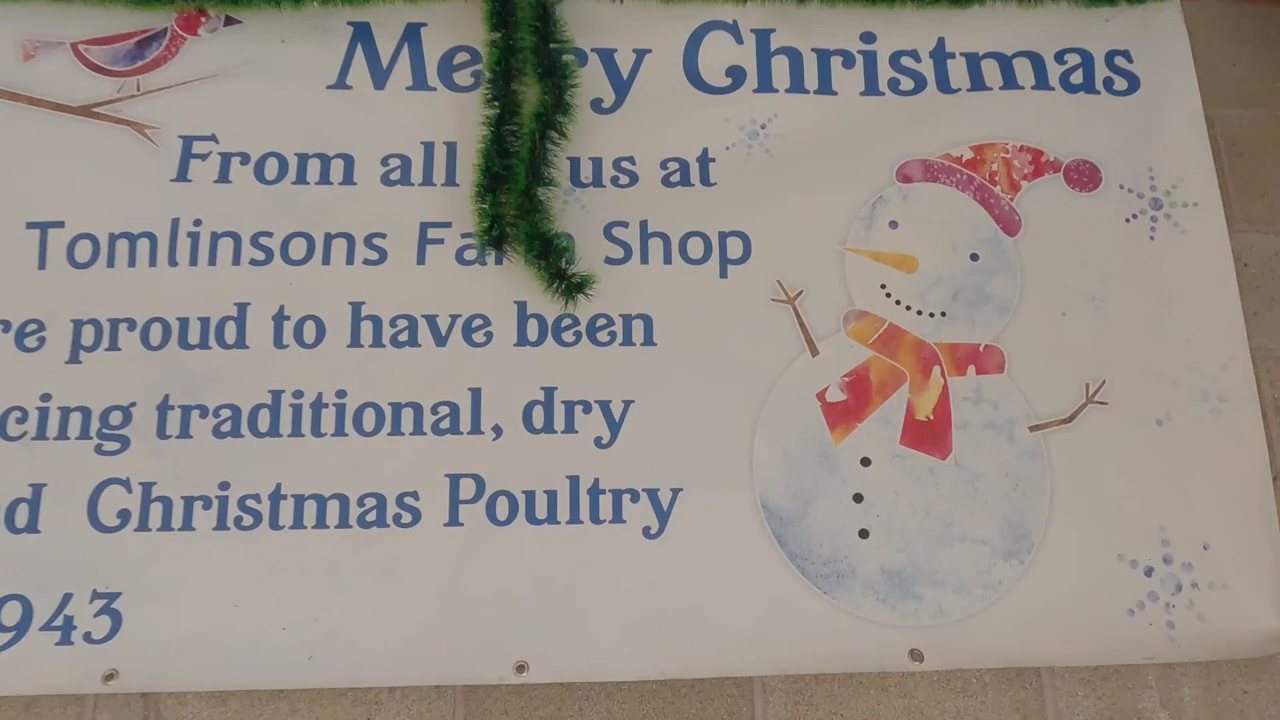 Merry Christmas
From all us at
Tomlinsons Farm Shop
re proud to have been
cing traditional, dry
d Christmas Poultry
943